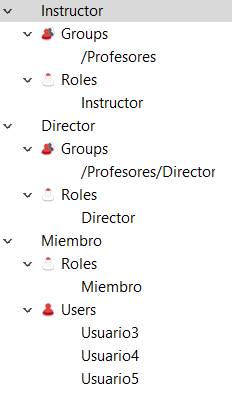 Instructor
Groups
/Profesores
Roles
Instructor
Director
Groups
/Profesores/Director
Roles
Director
Miembro
Roles
Miembro
Users
Usuario3
Usuario4
Usuario5